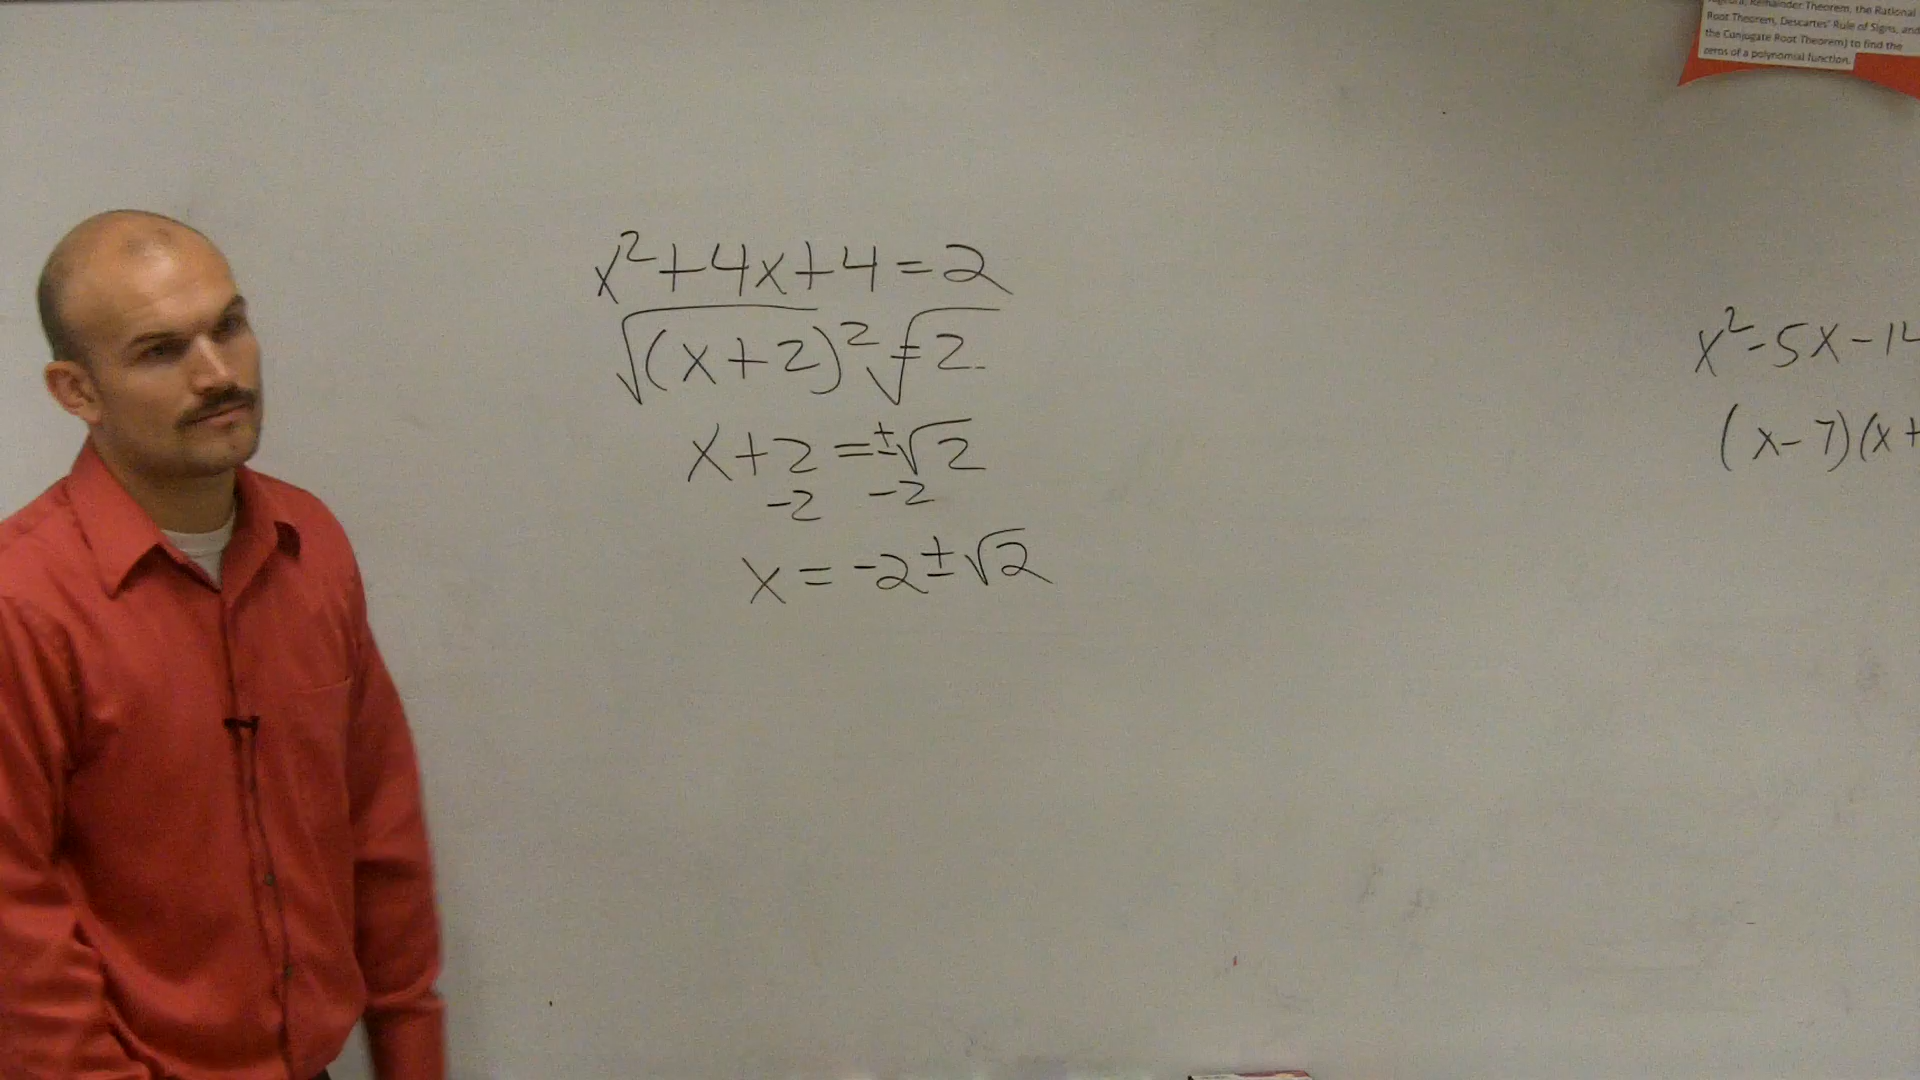 Remainder Theorem, the Rational
Root Theorem, Descartes' Rule of Signs, and
the Conjugate Root Theorem) to find the
zeros of a polynomial function.
x²+4x+4=2
√(x+2)² √=2
x+2=±√2
-2 -2
x=-2±√2
x²-5x-14
(x-7)(x+